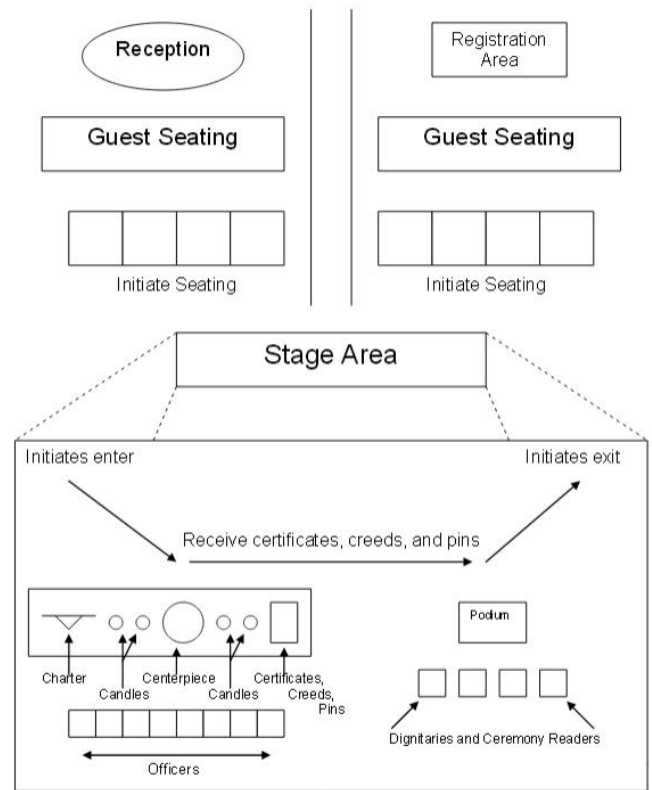 Reception
Registration
Area
Guest Seating
Guest Seating
Initiate Seating
Initiate Seating
Stage Area
Initiates enter
Initiates exit
Receive certificates, creeds, and pins
Podium
Charter
Candles
Centerpiece
Candles
Certificates,
Creeds,
Pins
Officers
Dignitaries and Ceremony Readers